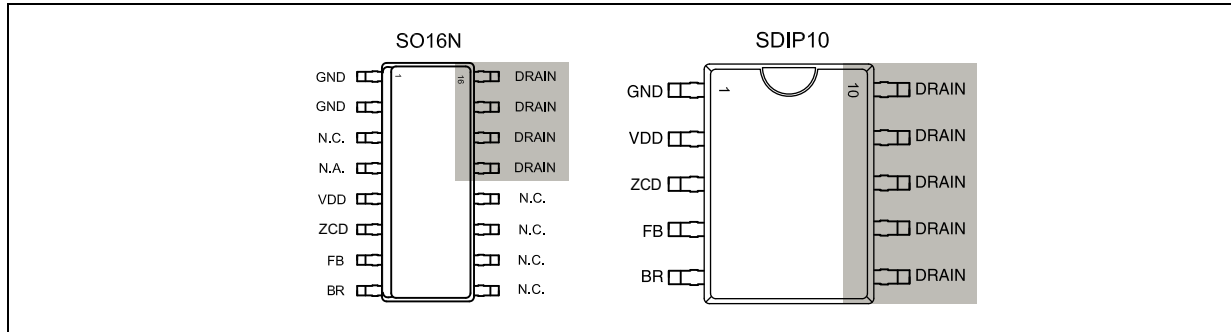 SO16N
GND 1 16 DRAIN
GND DRAIN
N.C. DRAIN
N.A. DRAIN
VDD N.C.
ZCD N.C.
FB N.C.
BR N.C.
SDIP10
GND 1 10 DRAIN
VDD DRAIN
ZCD DRAIN
FB DRAIN
BR DRAIN